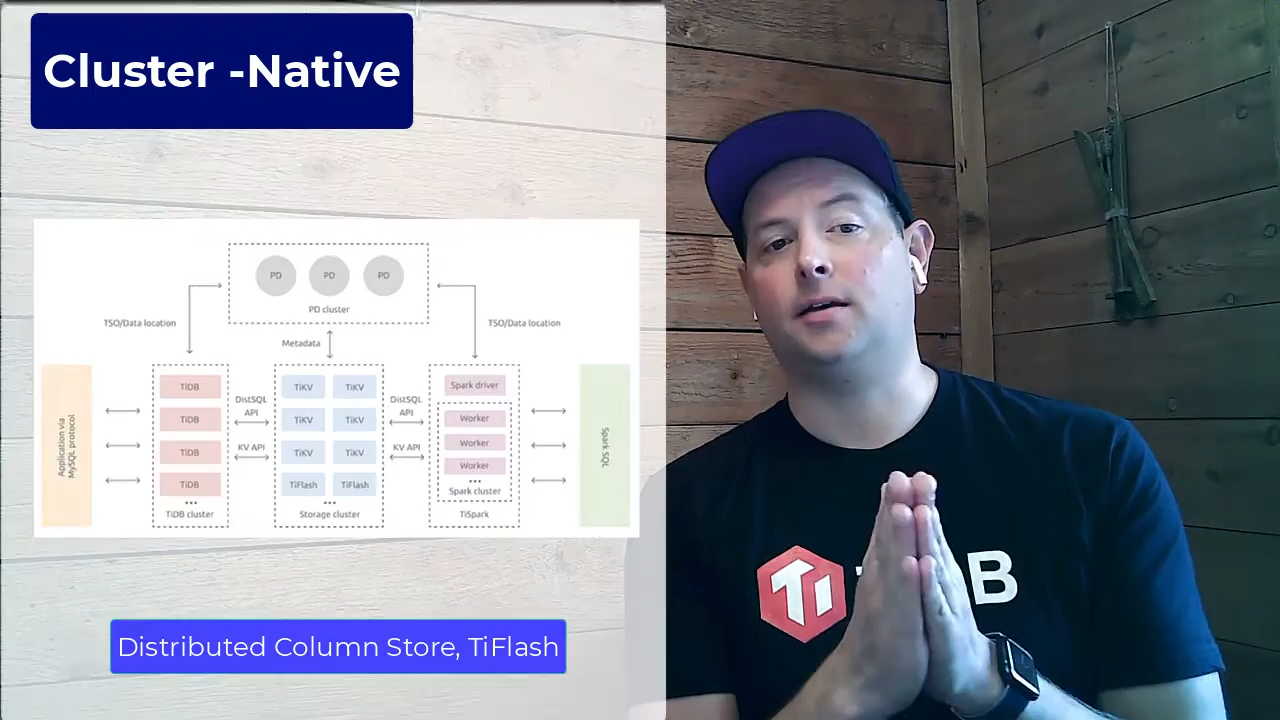 Cluster -Native
PD PD PD
PD cluster
TSO/Data location
TSO/Data location
Metadata
Application via
MySQL protocol
TiDB
TiDB
TiDB
TiDB
•••
TiDB cluster
DistSQL
API
KV API
TiKV TiKV
TiKV TiKV
TiKV TiKV
TiFlash TiFlash
•••
Storage cluster
DistSQL
API
KV API
Spark driver
Worker
Worker
Worker
•••
Spark cluster
TiSpark
Spark SQL
Distributed Column Store, TiFlash
Ti
B